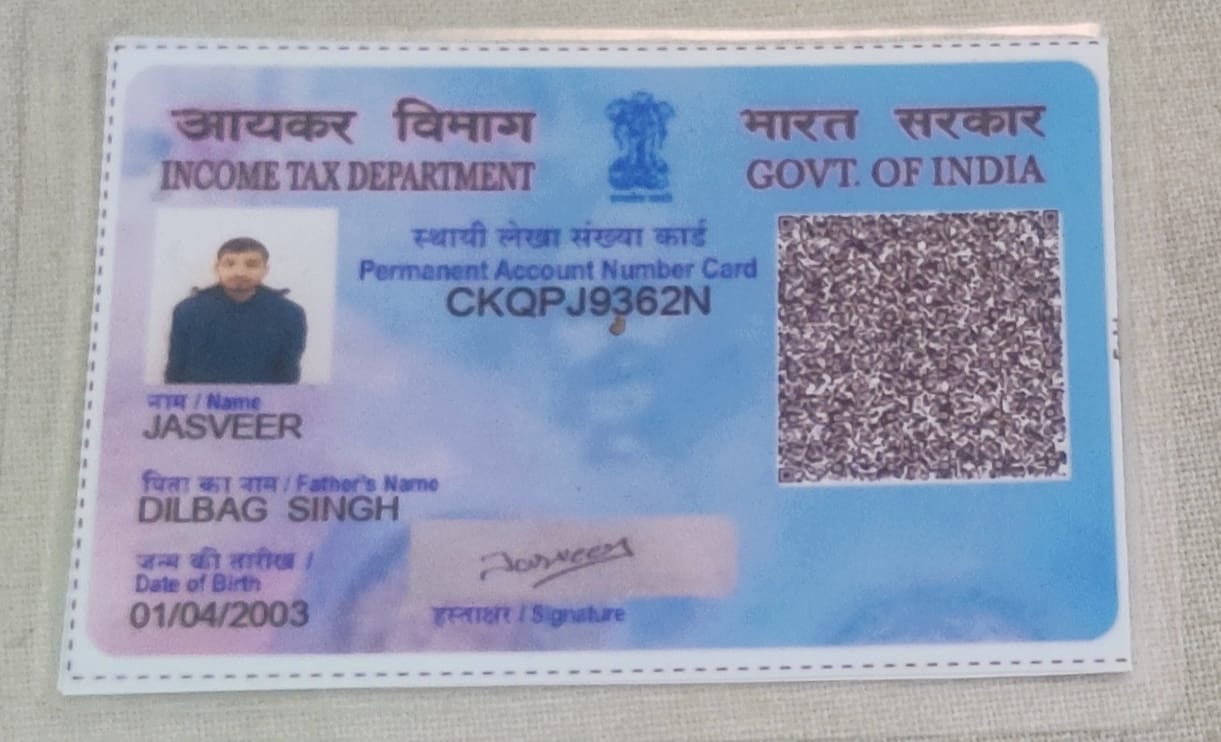 आयकर विभाग
INCOME TAX DEPARTMENT
भारत सरकार
GOVT. OF INDIA
स्थायी लेखा संख्या कार्ड
Permanent Account Number Card
CKQPJ9362N
नाम / Name
JASVEER
पिता का नाम / Father's Name
DILBAG SINGH
जन्म की तारीख /
Date of Birth
01/04/2003
Jasveer
हस्ताक्षर / Signature